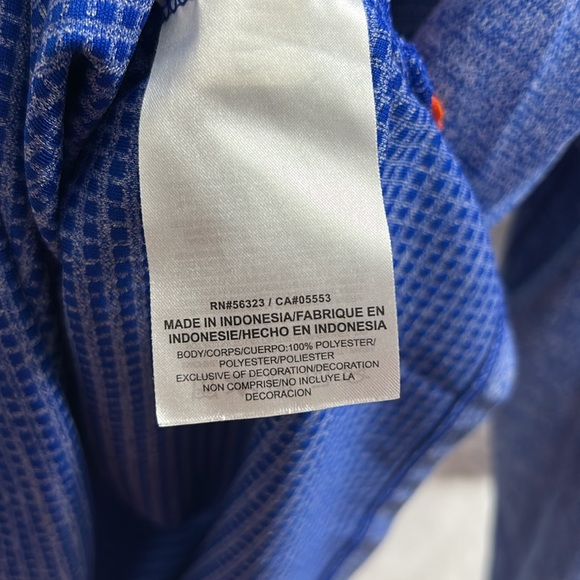 RN#56323 / CA#05553
MADE IN INDONESIA/FABRIQUE EN
INDONESIE/HECHO EN INDONESIA
BODY/CORPS/CUERPO:100% POLYESTER/
POLYESTER/POLIESTER
EXCLUSIVE OF DECORATION/DECORATION
NON COMPRISE/NO INCLUYE LA
DECORACION